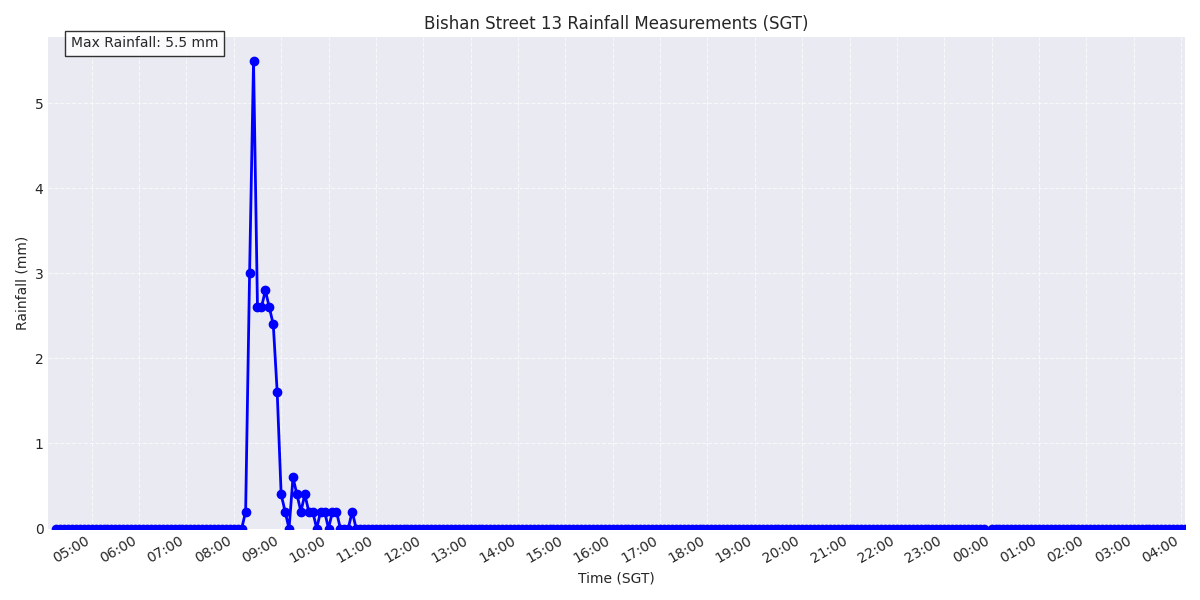 Bishan Street 13 Rainfall Measurements (SGT)
Max Rainfall: 5.5 mm
Rainfall (mm)
5
4
3
2
1
0
05:00 06:00 07:00 08:00 09:00 10:00 11:00 12:00 13:00 14:00 15:00 16:00 17:00 18:00 19:00 20:00 21:00 22:00 23:00 00:00 01:00 02:00 03:00 04:00
Time (SGT)